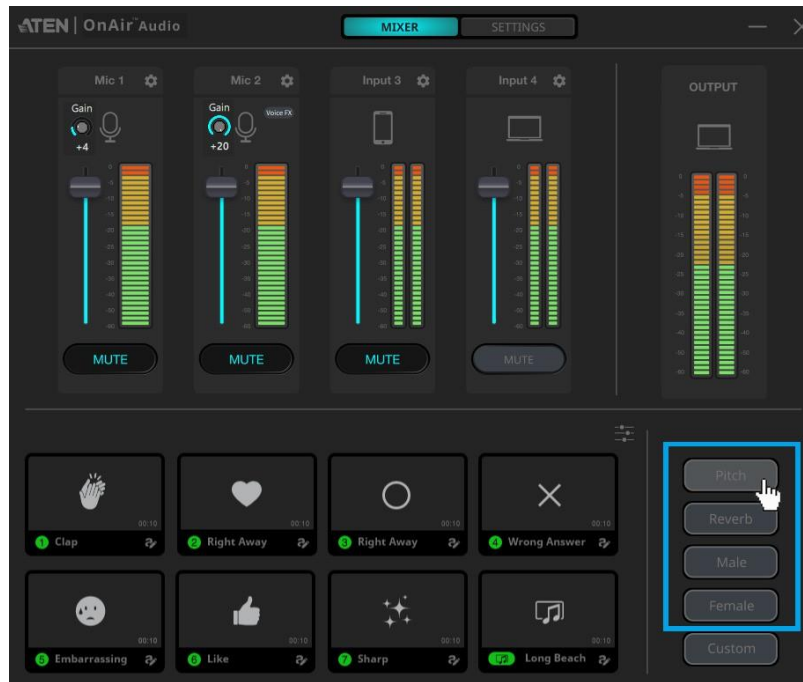 ATEN OnAir™Audio MIXER SETTINGS
Mic 1 Mic 2 Input 3 Input 4 OUTPUT
Gain Gain Voice FX
+4 +20
MUTE MUTE MUTE MUTE
Pitch
00:10 00:10 00:10 00:10
Reverb
1 Clap 2 Right Away 3 Right Away 4 Wrong Answer
Male
Female
00:10 00:10 00:10 00:10
5 Embarrassing 6 Like 7 Sharp Long Beach
Custom